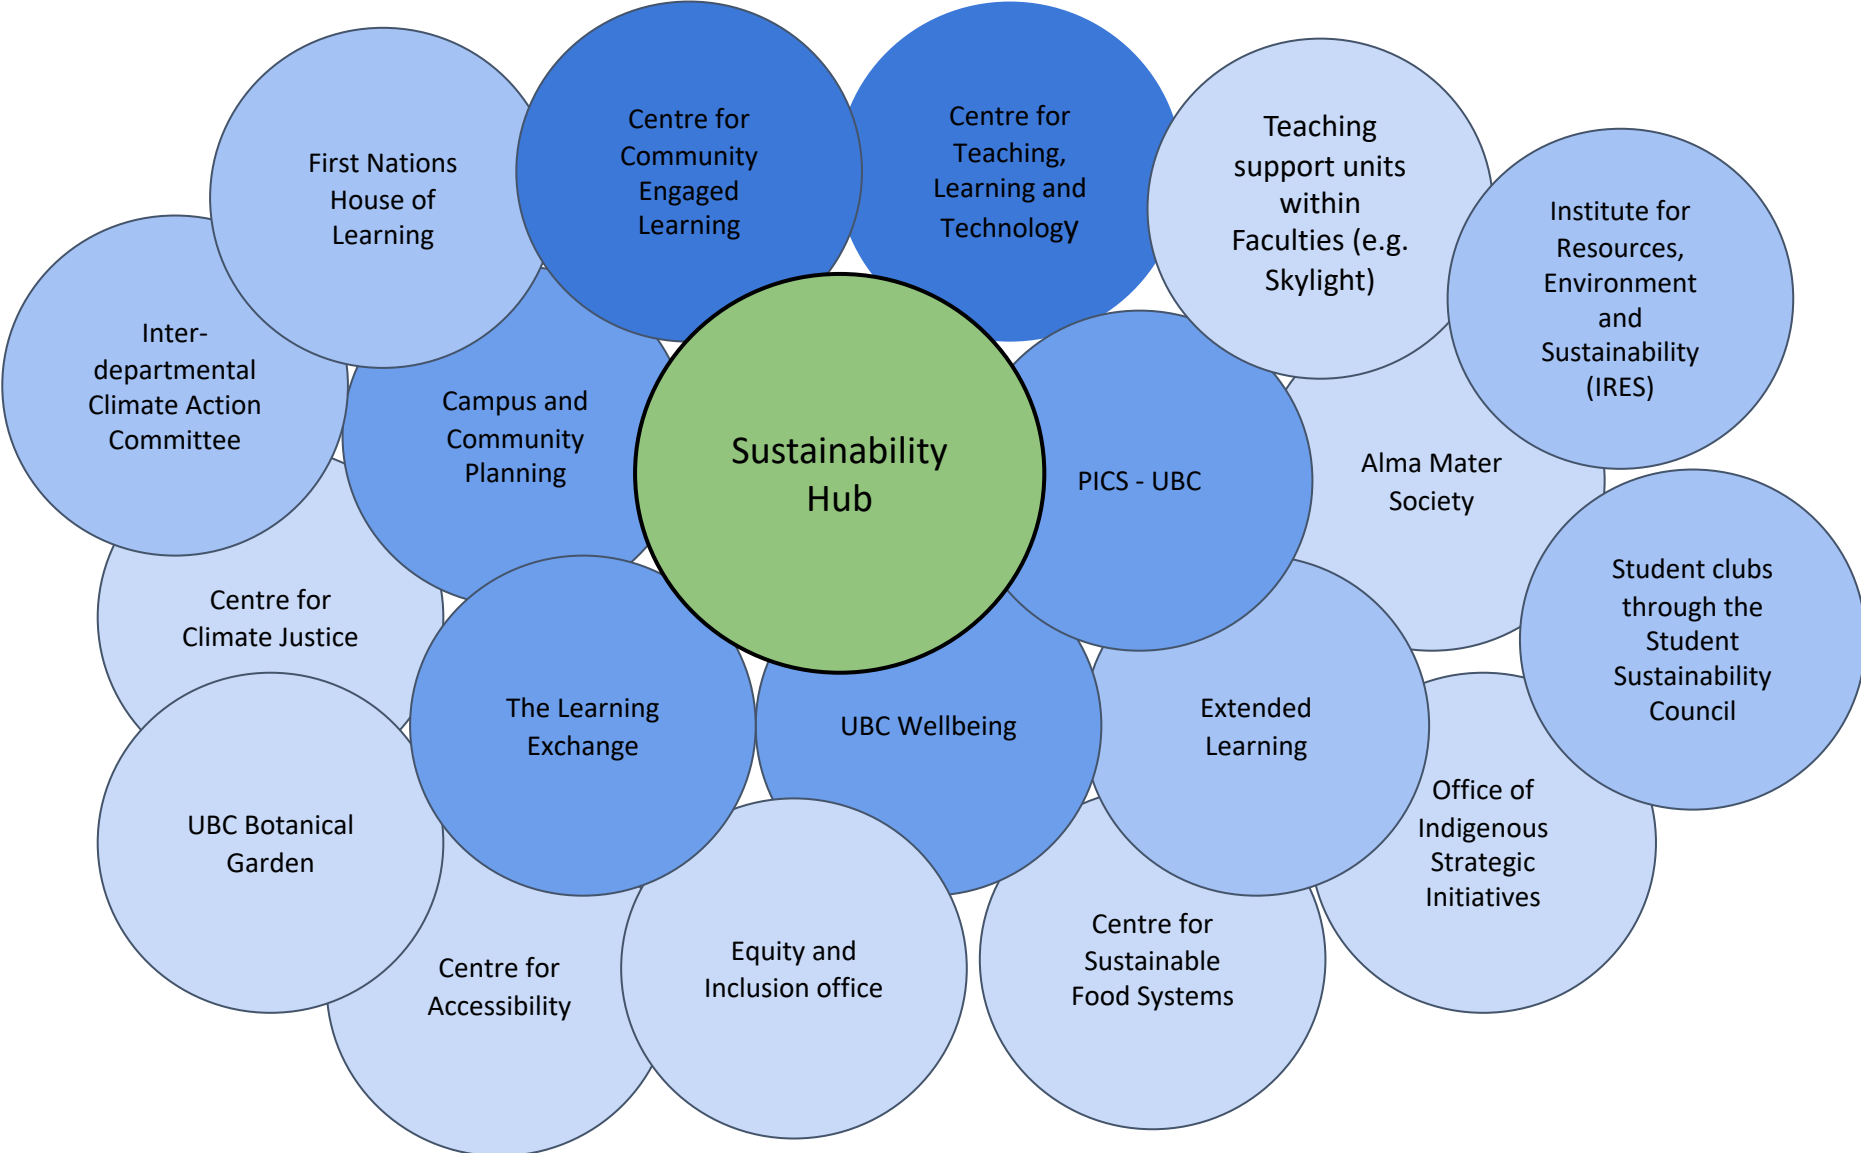 First Nations
House of
Learning
Centre for
Community
Engaged
Learning
Centre for
Teaching,
Learning and
Technology
Teaching
support units
within
Faculties (e.g.
Skylight)
Institute for
Resources,
Environment
and
Sustainability
(IRES)
Inter-
departmental
Climate Action
Committee
Campus and
Community
Planning
Sustainability
Hub
PICS - UBC
Alma Mater
Society
Student clubs
through the
Student
Sustainability
Council
Centre for
Climate Justice
The Learning
Exchange
UBC Wellbeing
Extended
Learning
Office of
Indigenous
Strategic
Initiatives
UBC Botanical
Garden
Centre for
Accessibility
Equity and
Inclusion office
Centre for
Sustainable
Food Systems